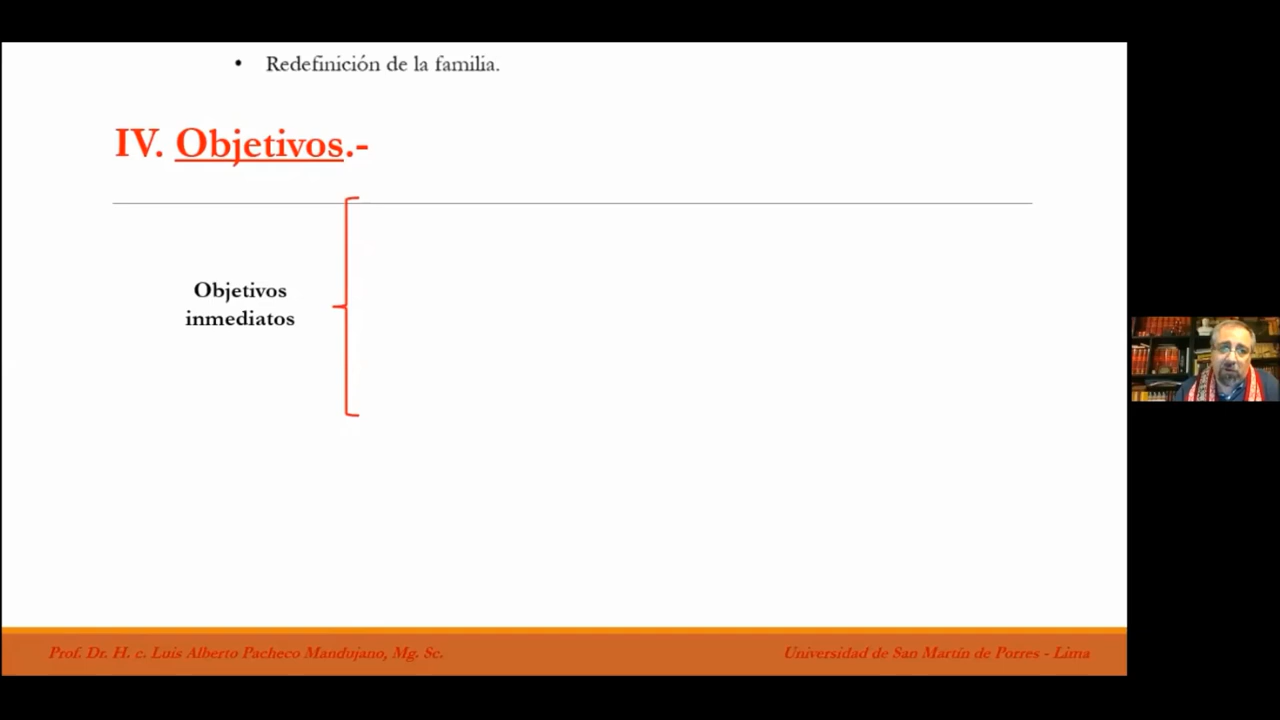 • Redefinición de la familia.
IV. Objetivos.-
Objetivos
inmediatos
Prof. Dr. H. c. Luis Alberto Pacheco Mandujano, Mg. Sc.
Universidad de San Martín de Porres - Lima